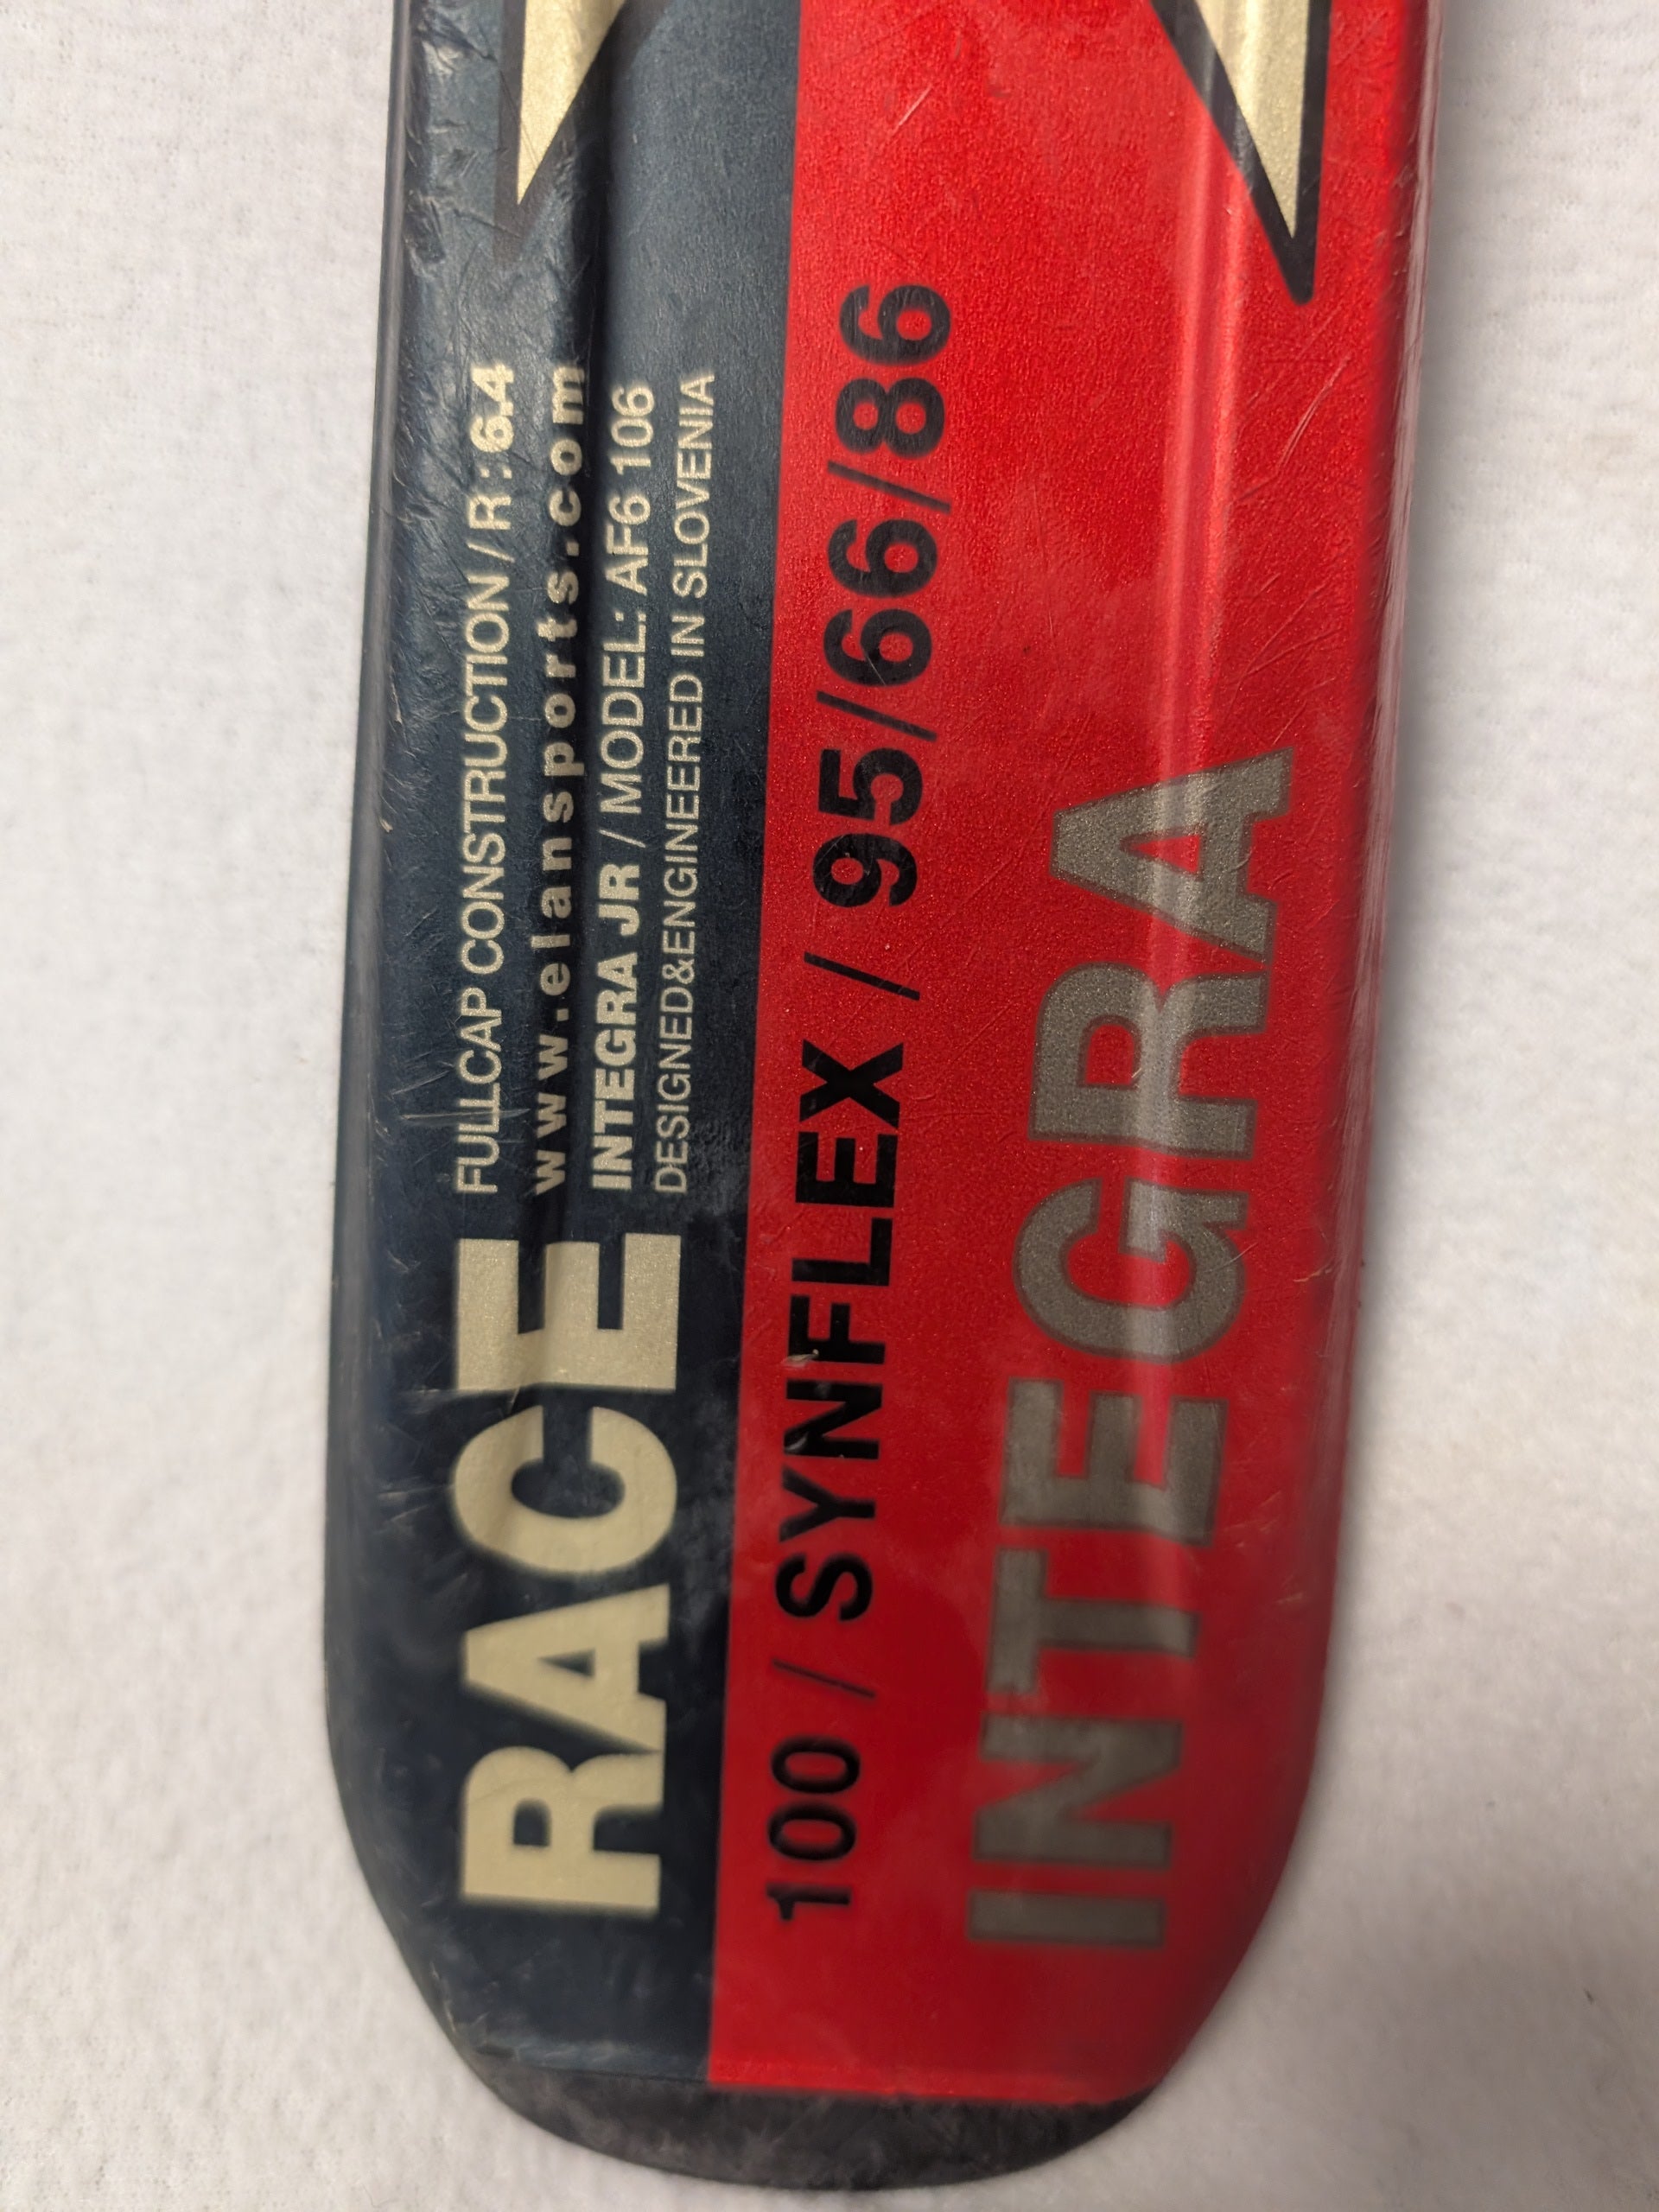 RACE
FULLCAP CONSTRUCTION / R : 6.4
www.elansports.com
INTEGRA JR / MODEL: AF6 106
DESIGNED&ENGINEERED IN SLOVENIA
100 / SYNFLEX / 95/66/86
INTEGRA